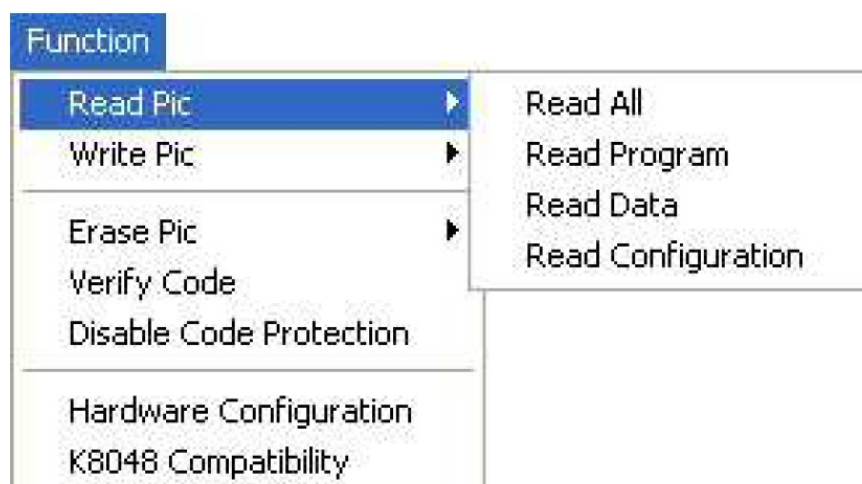 Function
Read Pic
Write Pic
Erase Pic
Verify Code
Disable Code Protection
Hardware Configuration
K8048 Compatibility
Read All
Read Program
Read Data
Read Configuration